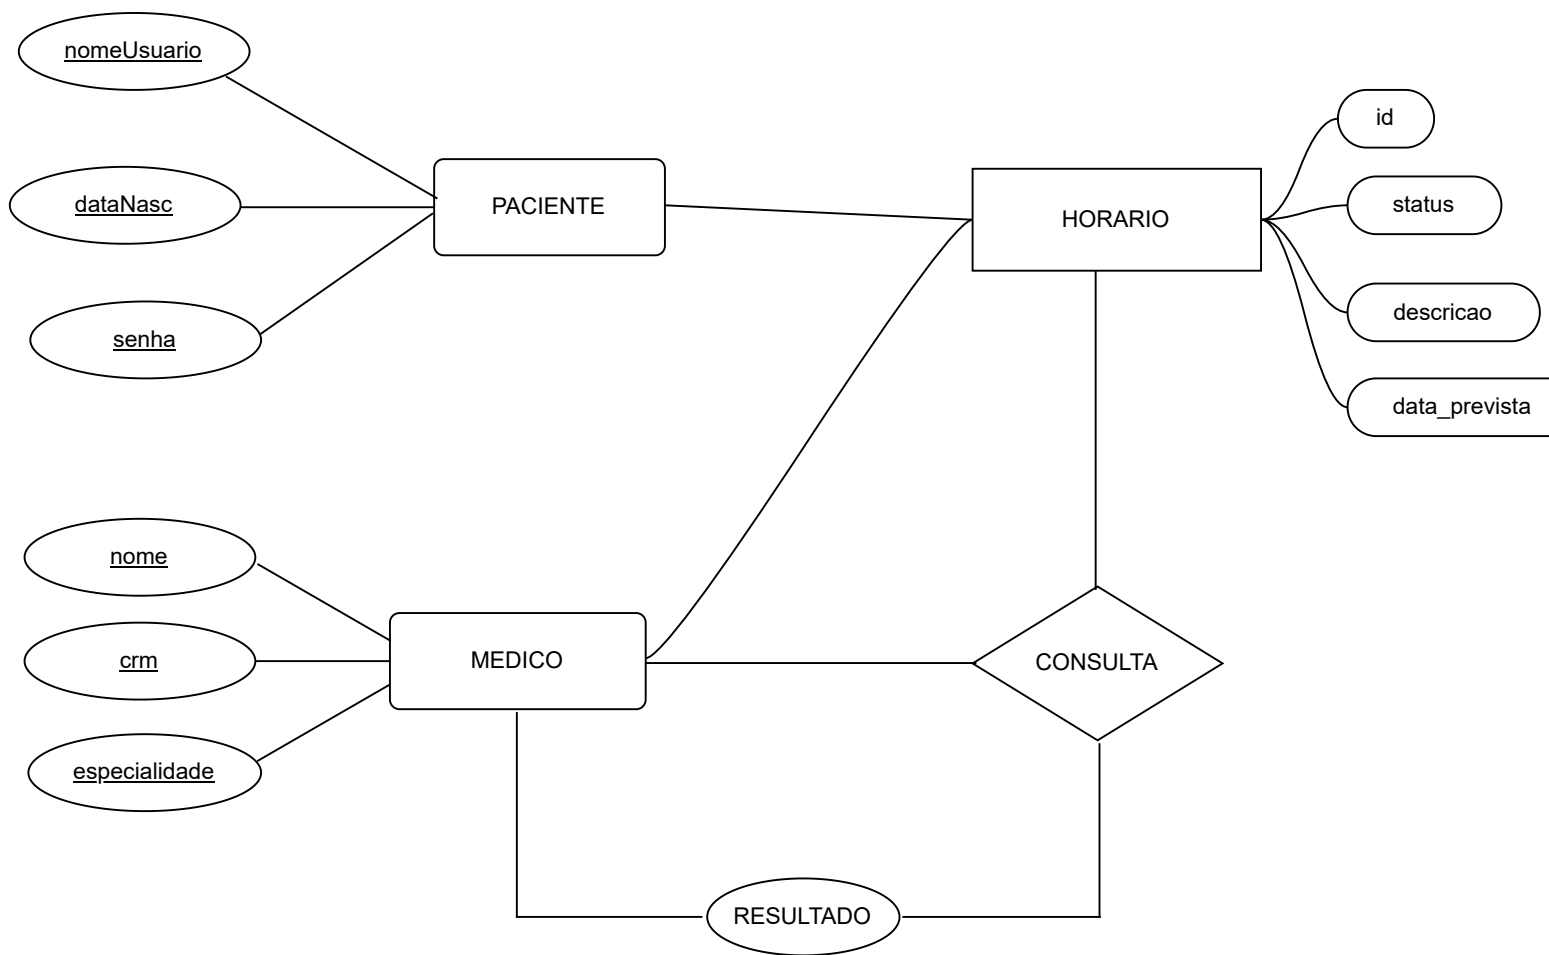 nomeUsuario
dataNasc
senha
PACIENTE
HORARIO
id
status
descricao
data_prevista
nome
crm
especialidade
MEDICO
CONSULTA
RESULTADO